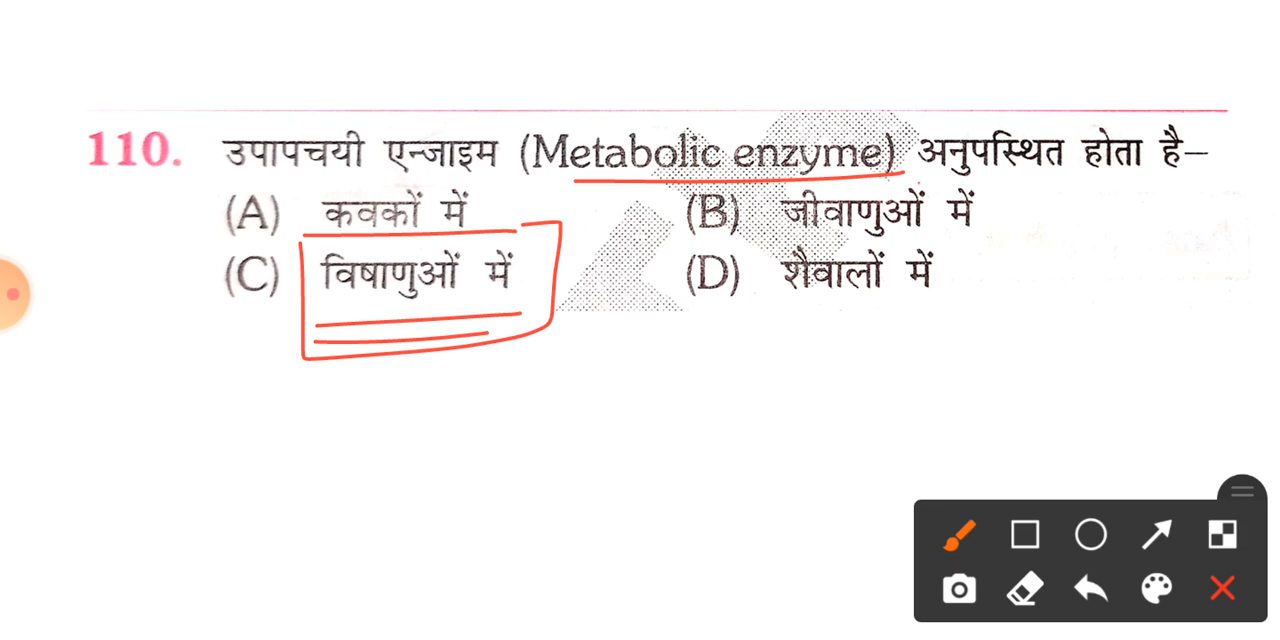 110. उपापचयी एन्जाइम (Metabolic enzyme) अनुपस्थित होता है–
(A) कवकों में (B) जीवाणुओं में
(C) विषाणुओं में (D) शैवालों में